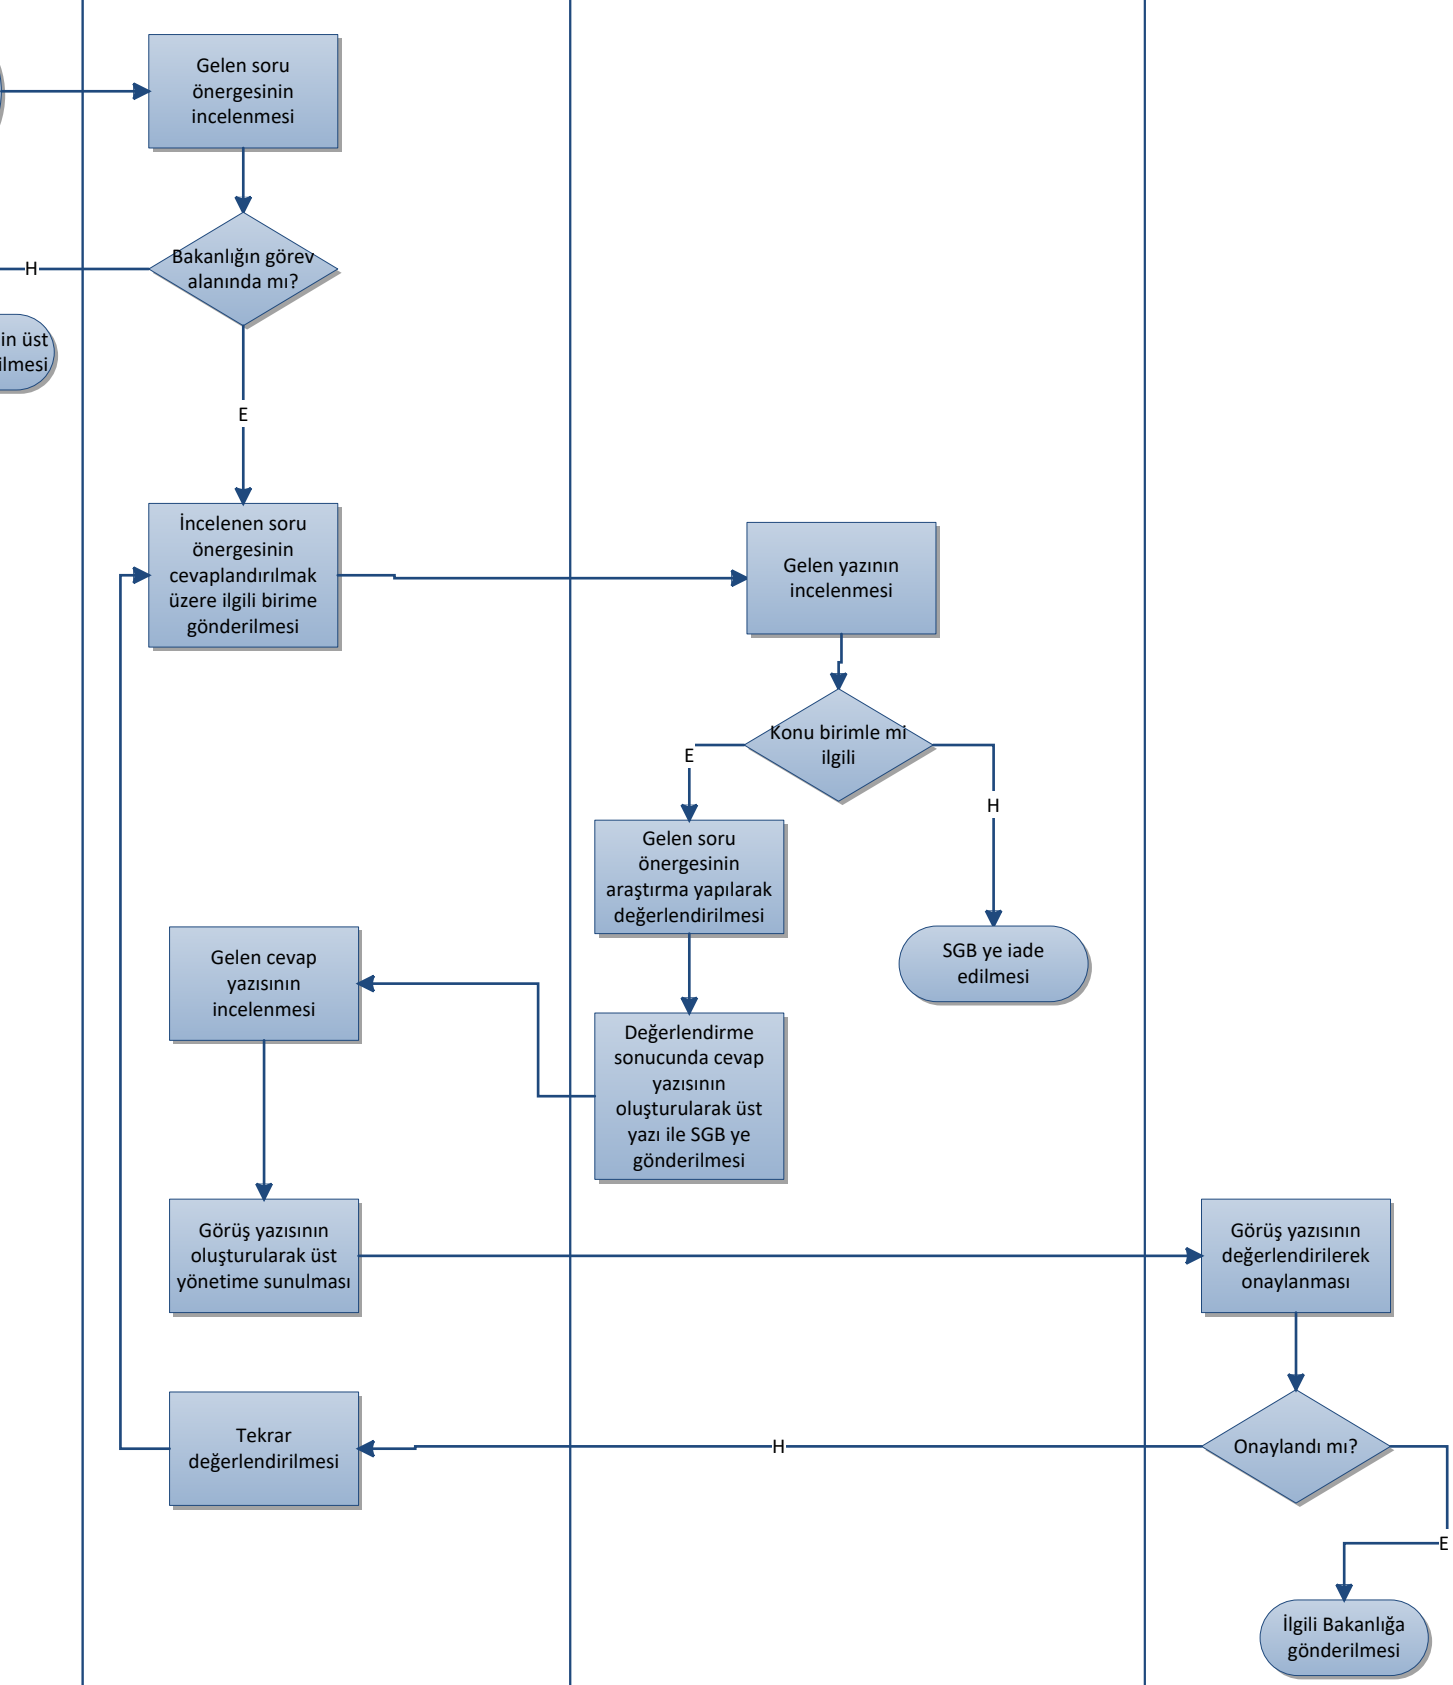 Gelen soru
önergesinin
incelenmesi
Bakanlığın görev
alanında mı?
H
in üst
ilmesi
E
İncelenen soru
önergesinin
cevaplandırılmak
üzere ilgili birime
gönderilmesi
Gelen yazının
incelenmesi
Konu birimle mi
ilgili
E
H
Gelen soru
önergesinin
araştırma yapılarak
değerlendirilmesi
SGB ye iade
edilmesi
Gelen cevap
yazısının
incelenmesi
Değerlendirme
sonucunda cevap
yazısının
oluşturularak üst
yazı ile SGB ye
gönderilmesi
Görüş yazısının
oluşturularak üst
yönetime sunulması
Görüş yazısının
değerlendirilerek
onaylanması
Tekrar
değerlendirilmesi
H
Onaylandı mı?
E
İlgili Bakanlığa
gönderilmesi